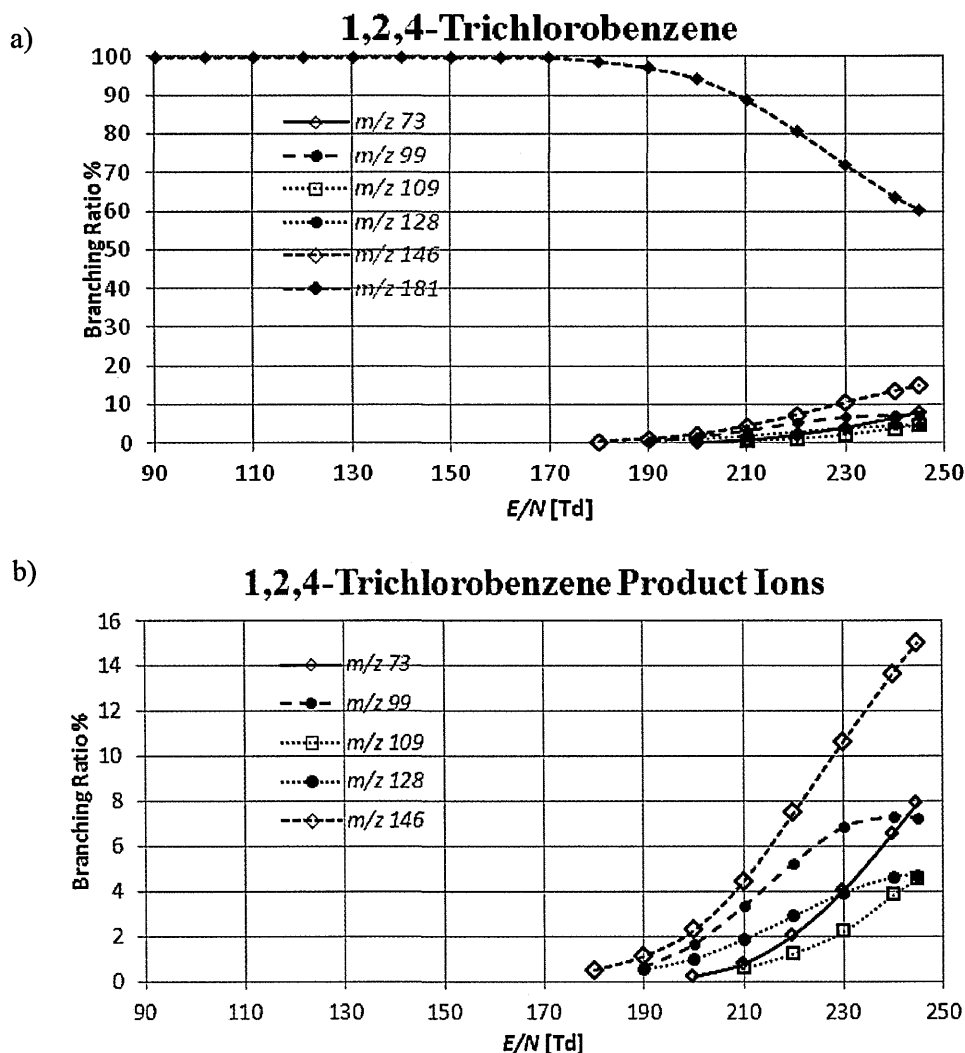 a)
1,2,4-Trichlorobenzene
100
90
80
70
60
50
40
30
20
10
0
Branching Ratio %
m/z 73
m/z 99
m/z 109
m/z 128
m/z 146
m/z 181
90 110 130 150 170 190 210 230 250
E/N [Td]
b)
1,2,4-Trichlorobenzene Product Ions
16
14
12
10
8
6
4
2
0
Branching Ratio %
m/z 73
m/z 99
m/z 109
m/z 128
m/z 146
90 110 130 150 170 190 210 230 250
E/N [Td]